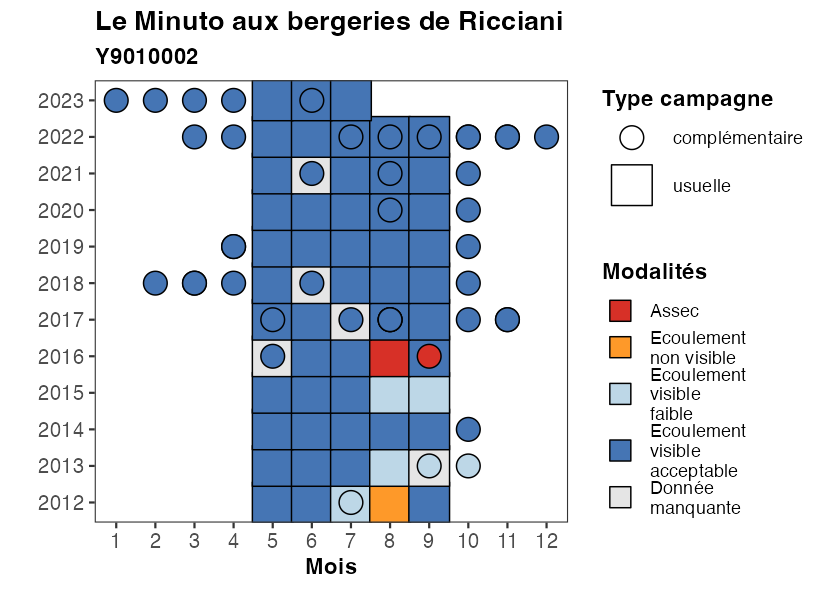 Le Minuto aux bergeries de Ricciani
Y9010002
2023
2022
2021
2020
2019
2018
2017
2016
2015
2014
2013
2012
1 2 3 4 5 6 7 8 9 10 11 12
Mois
Type campagne
complémentaire
usuelle
Modalités
Assec
Ecoulement
non visible
Ecoulement
visible
faible
Ecoulement
visible
acceptable
Donnée
manquante